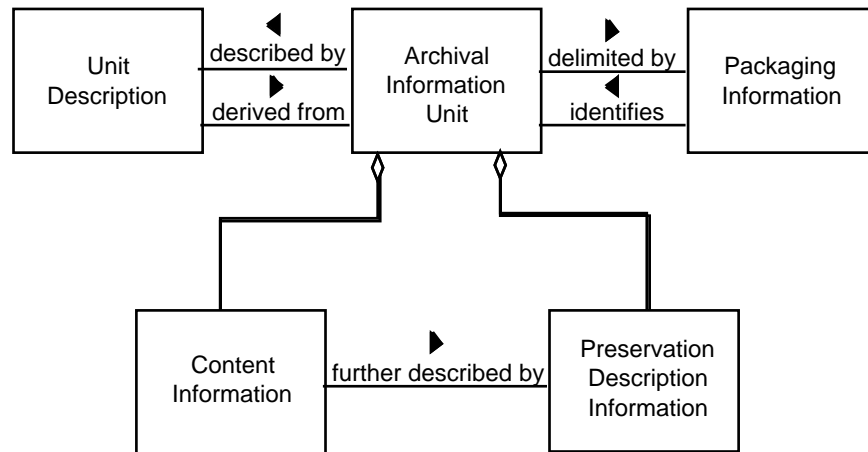 Unit
Description
described by
derived from
Archival
Information
Unit
delimited by
identifies
Packaging
Information
Content
Information
further described by
Preservation
Description
Information